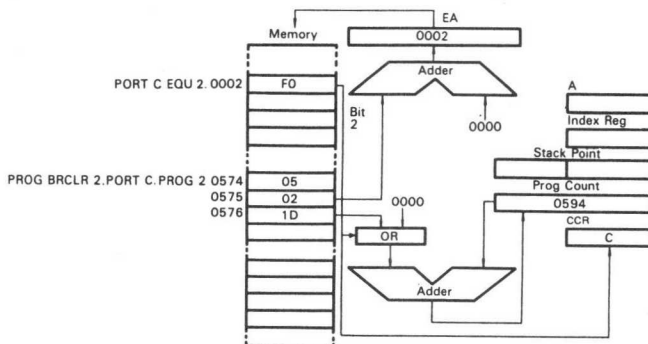 EA
Memory
0002
Adder
PORT C EQU 2. 0002
F0
Bit
2
0000
A
Index Reg
Stack Point
Prog Count
0594
CCR
C
PROG BRCLR 2.PORT C.PROG 2 0574
05
0575
02
0576
1D
0000
OR
Adder